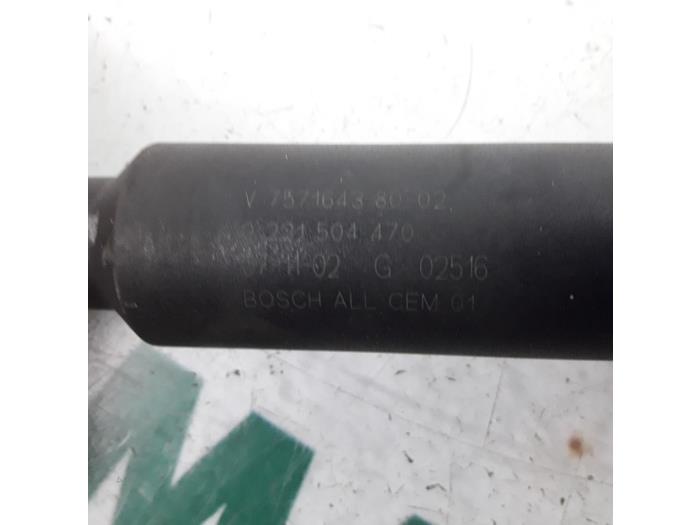 V 7571643 80 02
0 221 504 470
07-11-02 G 02516
BOSCH ALL CEM 01
M